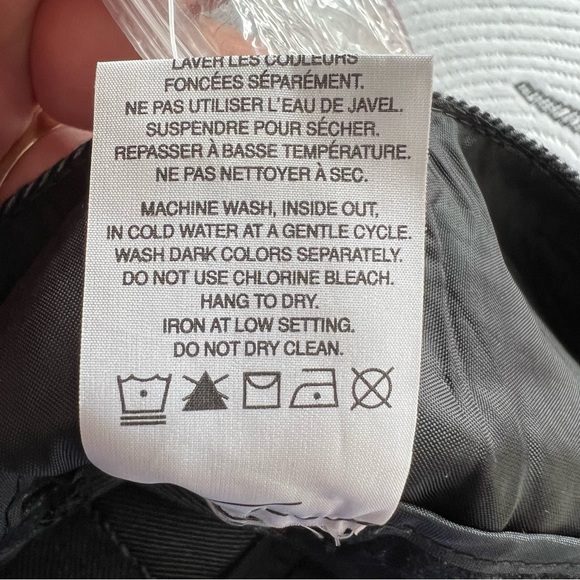 LAVER LES COULEURS
FONCÉES SÉPARÉMENT.
NE PAS UTILISER L'EAU DE JAVEL.
SUSPENDRE POUR SÉCHER.
REPASSER À BASSE TEMPÉRATURE.
NE PAS NETTOYER À SEC.
MACHINE WASH, INSIDE OUT,
IN COLD WATER AT A GENTLE CYCLE.
WASH DARK COLORS SEPARATELY.
DO NOT USE CHLORINE BLEACH.
HANG TO DRY.
IRON AT LOW SETTING.
DO NOT DRY CLEAN.